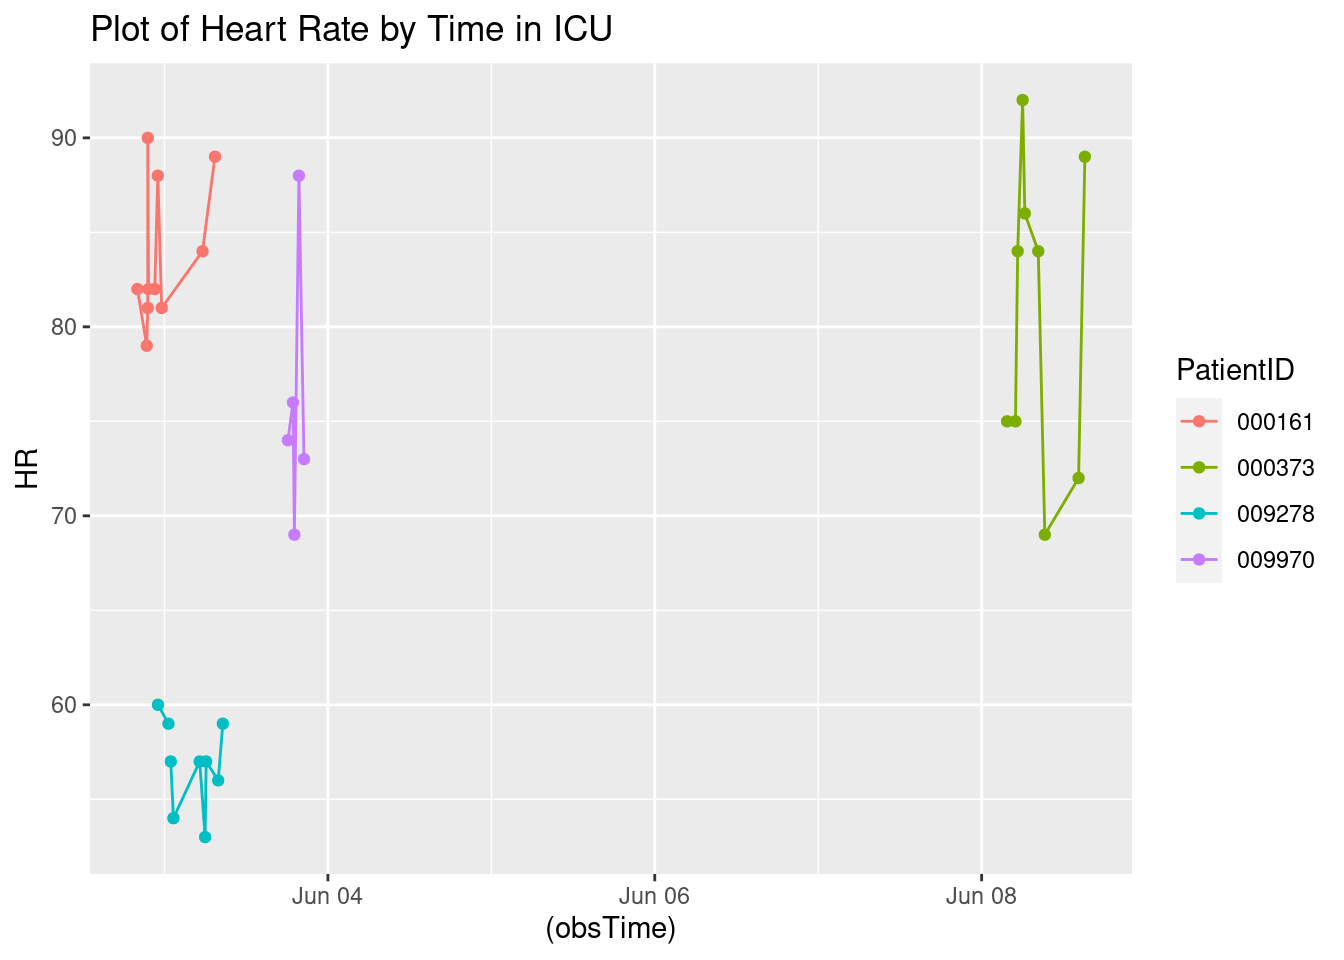 Plot of Heart Rate by Time in ICU
90
80
70
60
HR
Jun 04
Jun 06
Jun 08
(obsTime)
PatientID
000161
000373
009278
009970